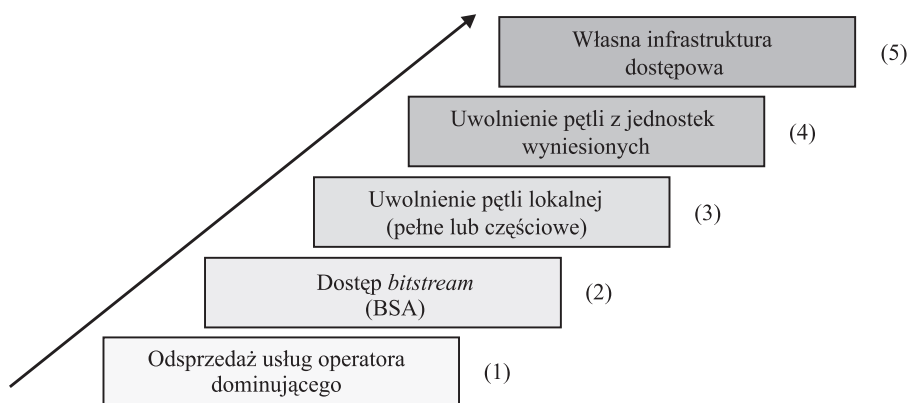 Własna infrastruktura
dostępowa
(5)
Uwolnienie pętli z jednostek
wyniesionych
(4)
Uwolnienie pętli lokalnej
(pełne lub częściowe)
(3)
Dostęp bitstream
(BSA)
(2)
Odsprzedaż usług operatora
dominującego
(1)